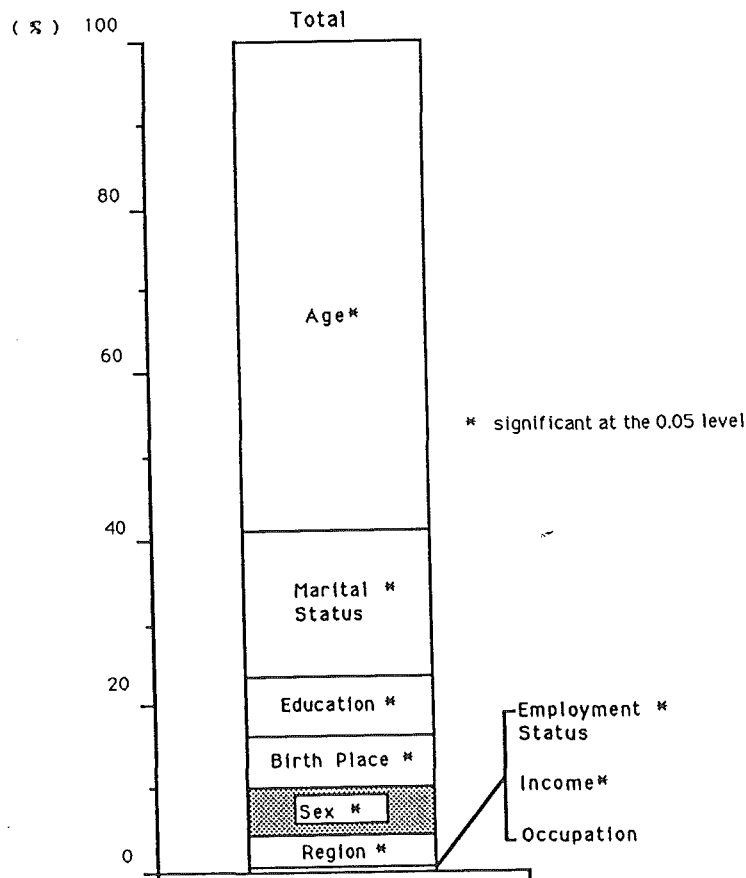 Total
( % ) 100
80
60
40
20
0
Age*
* significant at the 0.05 level
Marital *
Status
Education *
Birth Place *
Sex *
Region *
Employment *
Status
Income*
Occupation